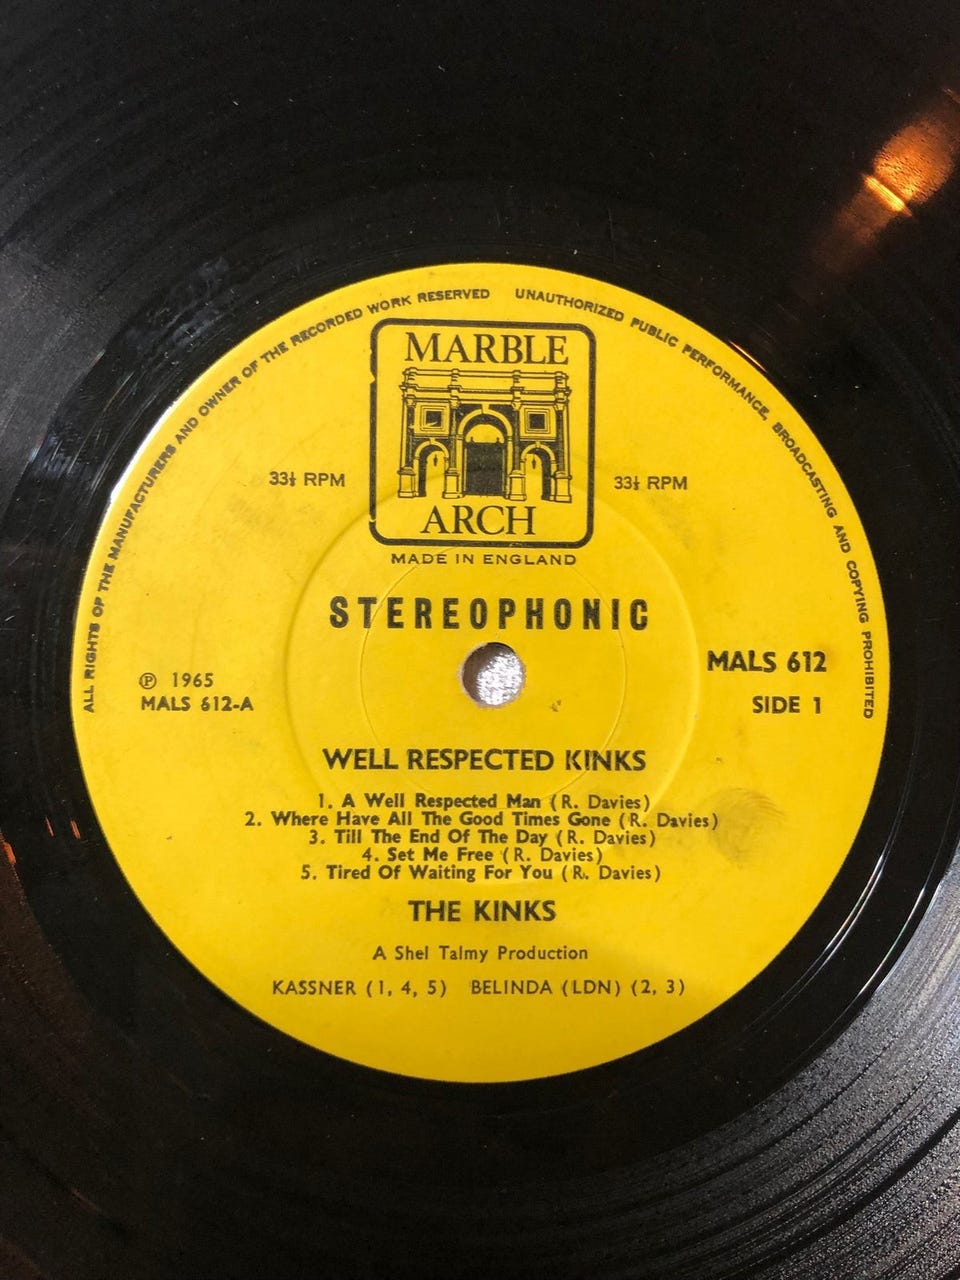 ALL RIGHTS OF THE MANUFACTURERS AND OWNER OF THE RECORDED WORK RESERVED UNAUTHORIZED PUBLIC PERFORMANCE, BROADCASTING AND COPYING PROHIBITED
MARBLE
ARCH
33⅓ RPM 33⅓ RPM
MADE IN ENGLAND
STEREOPHONIC
℗ 1965
MALS 612-A
MALS 612
SIDE 1
WELL RESPECTED KINKS
1. A Well Respected Man (R. Davies)
2. Where Have All The Good Times Gone (R. Davies)
3. Till The End Of The Day (R. Davies)
4. Set Me Free (R. Davies)
5. Tired Of Waiting For You (R. Davies)
THE KINKS
A Shel Talmy Production
KASSNER (1, 4, 5) BELINDA (LDN) (2, 3)